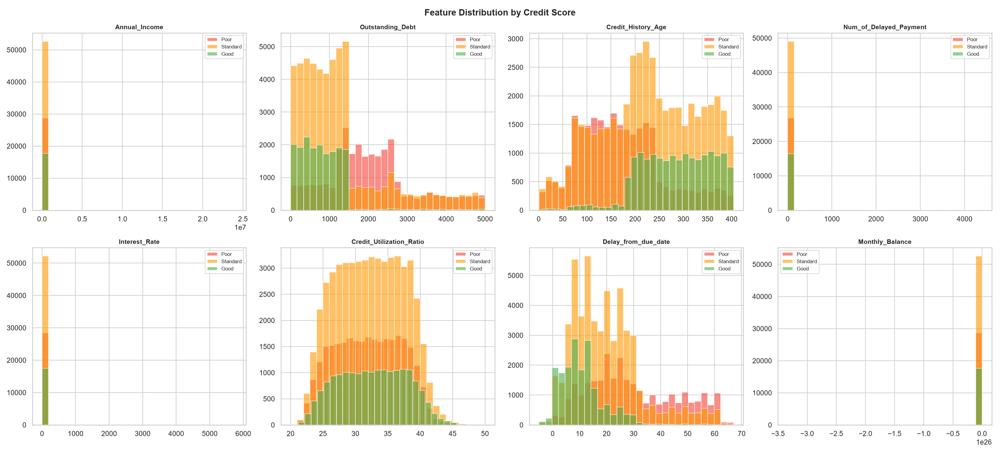 Feature Distribution by Credit Score
Annual_Income
Poor
Standard
Good
50000
40000
30000
20000
10000
0
0.0 0.5 1.0 1.5 2.0 2.5
1e7
Outstanding_Debt
Poor
Standard
Good
5000
4000
3000
2000
1000
0
0 1000 2000 3000 4000 5000
Credit_History_Age
Poor
Standard
Good
3000
2500
2000
1500
1000
500
0
0 50 100 150 200 250 300 350 400
Num_of_Delayed_Payment
Poor
Standard
Good
50000
40000
30000
20000
10000
0
0 1000 2000 3000 4000
Interest_Rate
Poor
Standard
Good
50000
40000
30000
20000
10000
0
0 1000 2000 3000 4000 5000 6000
Credit_Utilization_Ratio
Poor
Standard
Good
3000
2500
2000
1500
1000
500
0
20 25 30 35 40 45 50
Delay_from_due_date
Poor
Standard
Good
5000
4000
3000
2000
1000
0
0 10 20 30 40 50 60 70
Monthly_Balance
Poor
Standard
Good
50000
40000
30000
20000
10000
0
−3.5 −3.0 −2.5 −2.0 −1.5 −1.0 −0.5 0.0
1e26